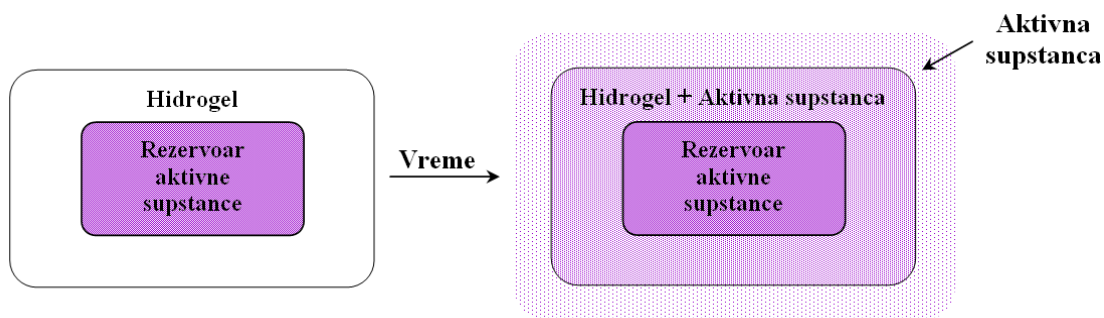 Hidrogel
Rezervoar
aktivne
supstance
Vreme
Aktivna
supstanca
Hidrogel + Aktivna supstanca
Rezervoar
aktivne
supstance